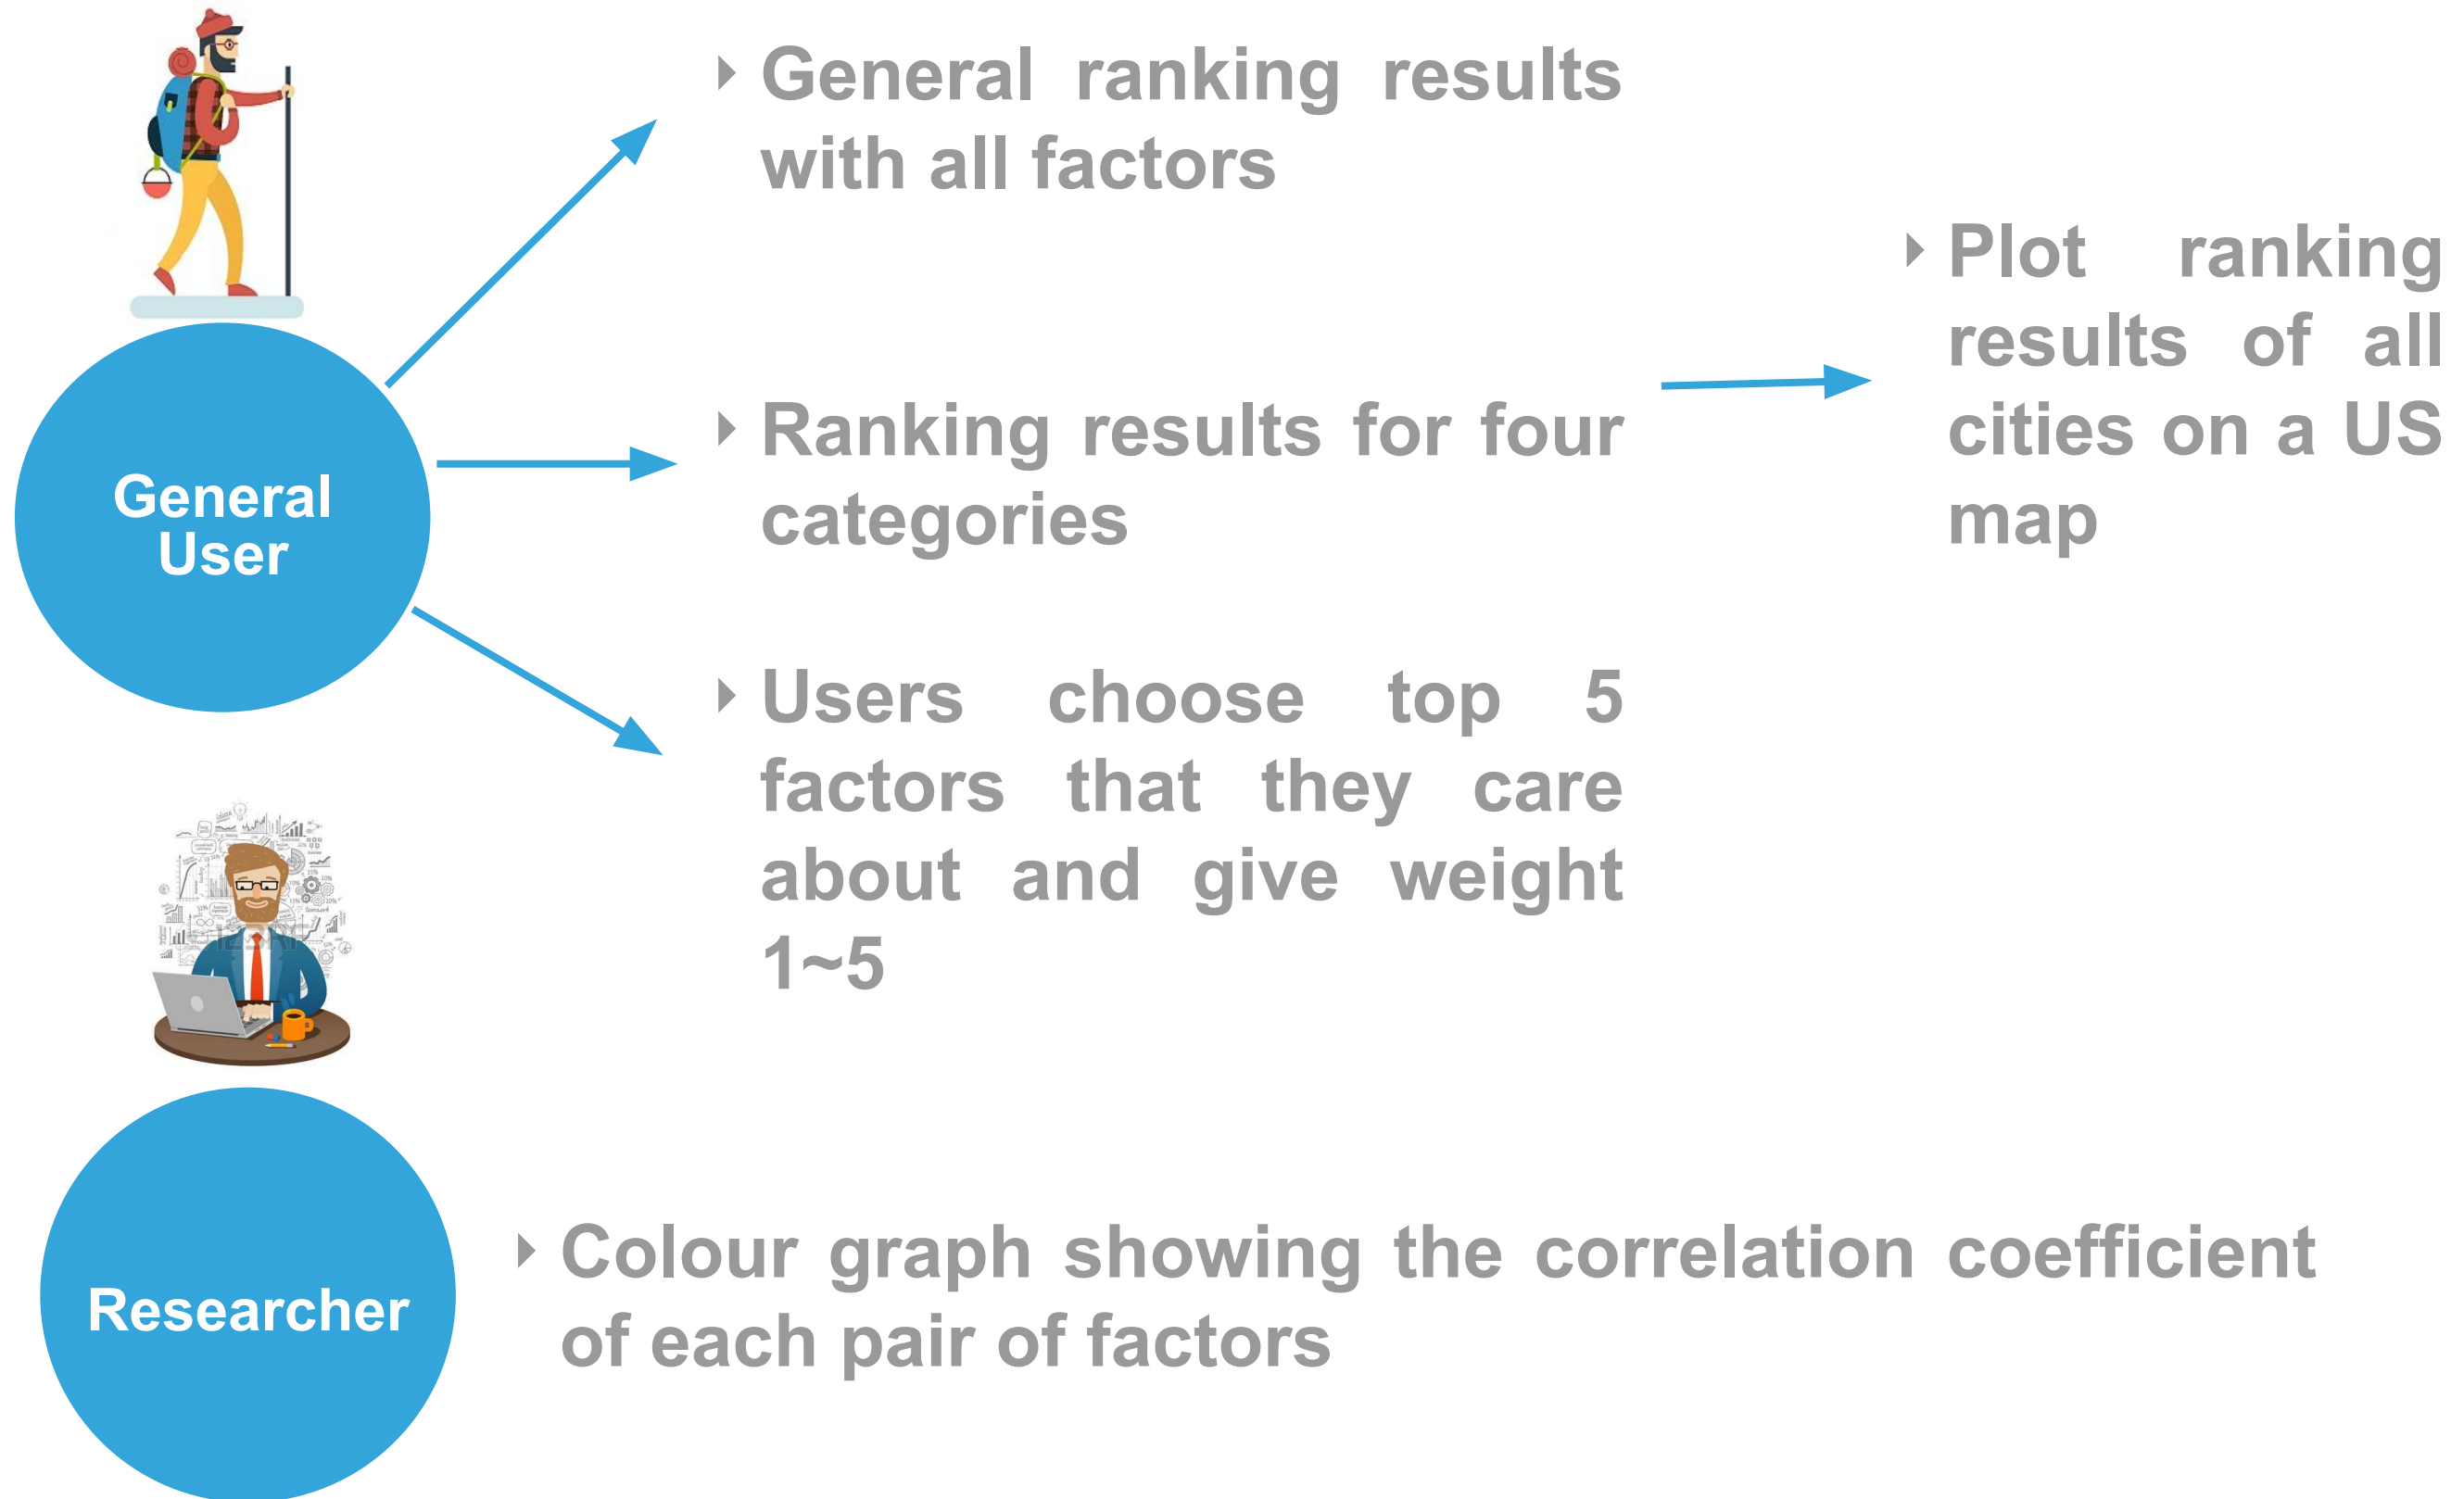 General
User
General ranking results
with all factors
Ranking results for four
categories
Users choose top 5
factors that they care
about and give weight
1~5
Plot ranking
results of all
cities on a US
map
Researcher
Colour graph showing the correlation coefficient
of each pair of factors